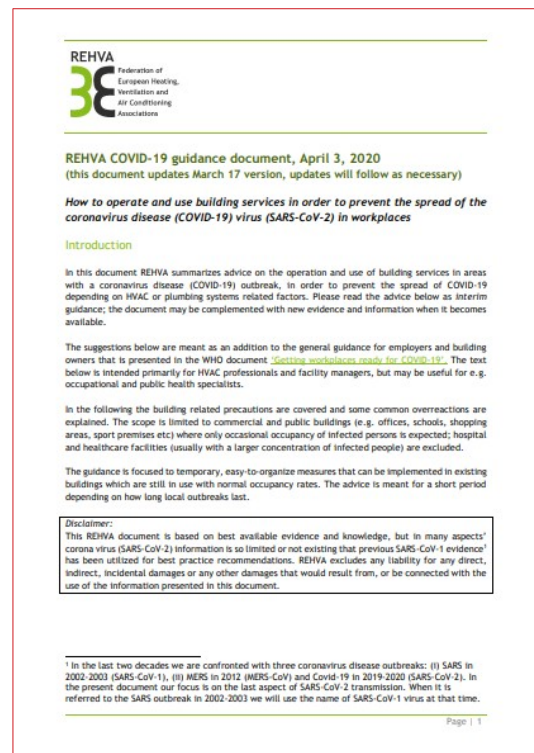 REHVA
Federation of
European Heating,
Ventilation and
Air Conditioning
Associations
REHVA COVID-19 guidance document, April 3, 2020
(this document updates March 17 version, updates will follow as necessary)
How to operate and use building services in order to prevent the spread of the
coronavirus disease (COVID-19) virus (SARS-CoV-2) in workplaces
Introduction
In this document REHVA summarizes advice on the operation and use of building services in areas
with a coronavirus disease (COVID-19) outbreak, in order to prevent the spread of COVID-19
depending on HVAC or plumbing systems related factors. Please read the advice below as interim
guidance; the document may be complemented with new evidence and information when it becomes
available.
The suggestions below are meant as an addition to the general guidance for employers and building
owners that is presented in the WHO document 'Getting workplaces ready for COVID-19'. The text
below is intended primarily for HVAC professionals and facility managers, but may be useful for e.g.
occupational and public health specialists.
In the following the building related precautions are covered and some common overreactions are
explained. The scope is limited to commercial and public buildings (e.g. offices, schools, shopping
areas, sport premises etc) where only occasional occupancy of infected persons is expected; hospital
and healthcare facilities (usually with a larger concentration of infected people) are excluded.
The guidance is focused to temporary, easy-to-organize measures that can be implemented in existing
buildings which are still in use with normal occupancy rates. The advice is meant for a short period
depending on how long local outbreaks last.
Disclaimer:
This REHVA document is based on best available evidence and knowledge, but in many aspects'
corona virus (SARS-CoV-2) information is so limited or not existing that previous SARS-CoV-1 evidence¹
has been utilized for best practice recommendations. REHVA excludes any liability for any direct,
indirect, incidental damages or any other damages that would result from, or be connected with the
use of the information presented in this document.
¹ In the last two decades we are confronted with three coronavirus disease outbreaks: (i) SARS in
2002-2003 (SARS-CoV-1), (ii) MERS in 2012 (MERS-CoV) and Covid-19 in 2019-2020 (SARS-CoV-2). In
the present document our focus is on the last aspect of SARS-CoV-2 transmission. When it is
referred to the SARS outbreak in 2002-2003 we will use the name of SARS-CoV-1 virus at that time.
Page | 1